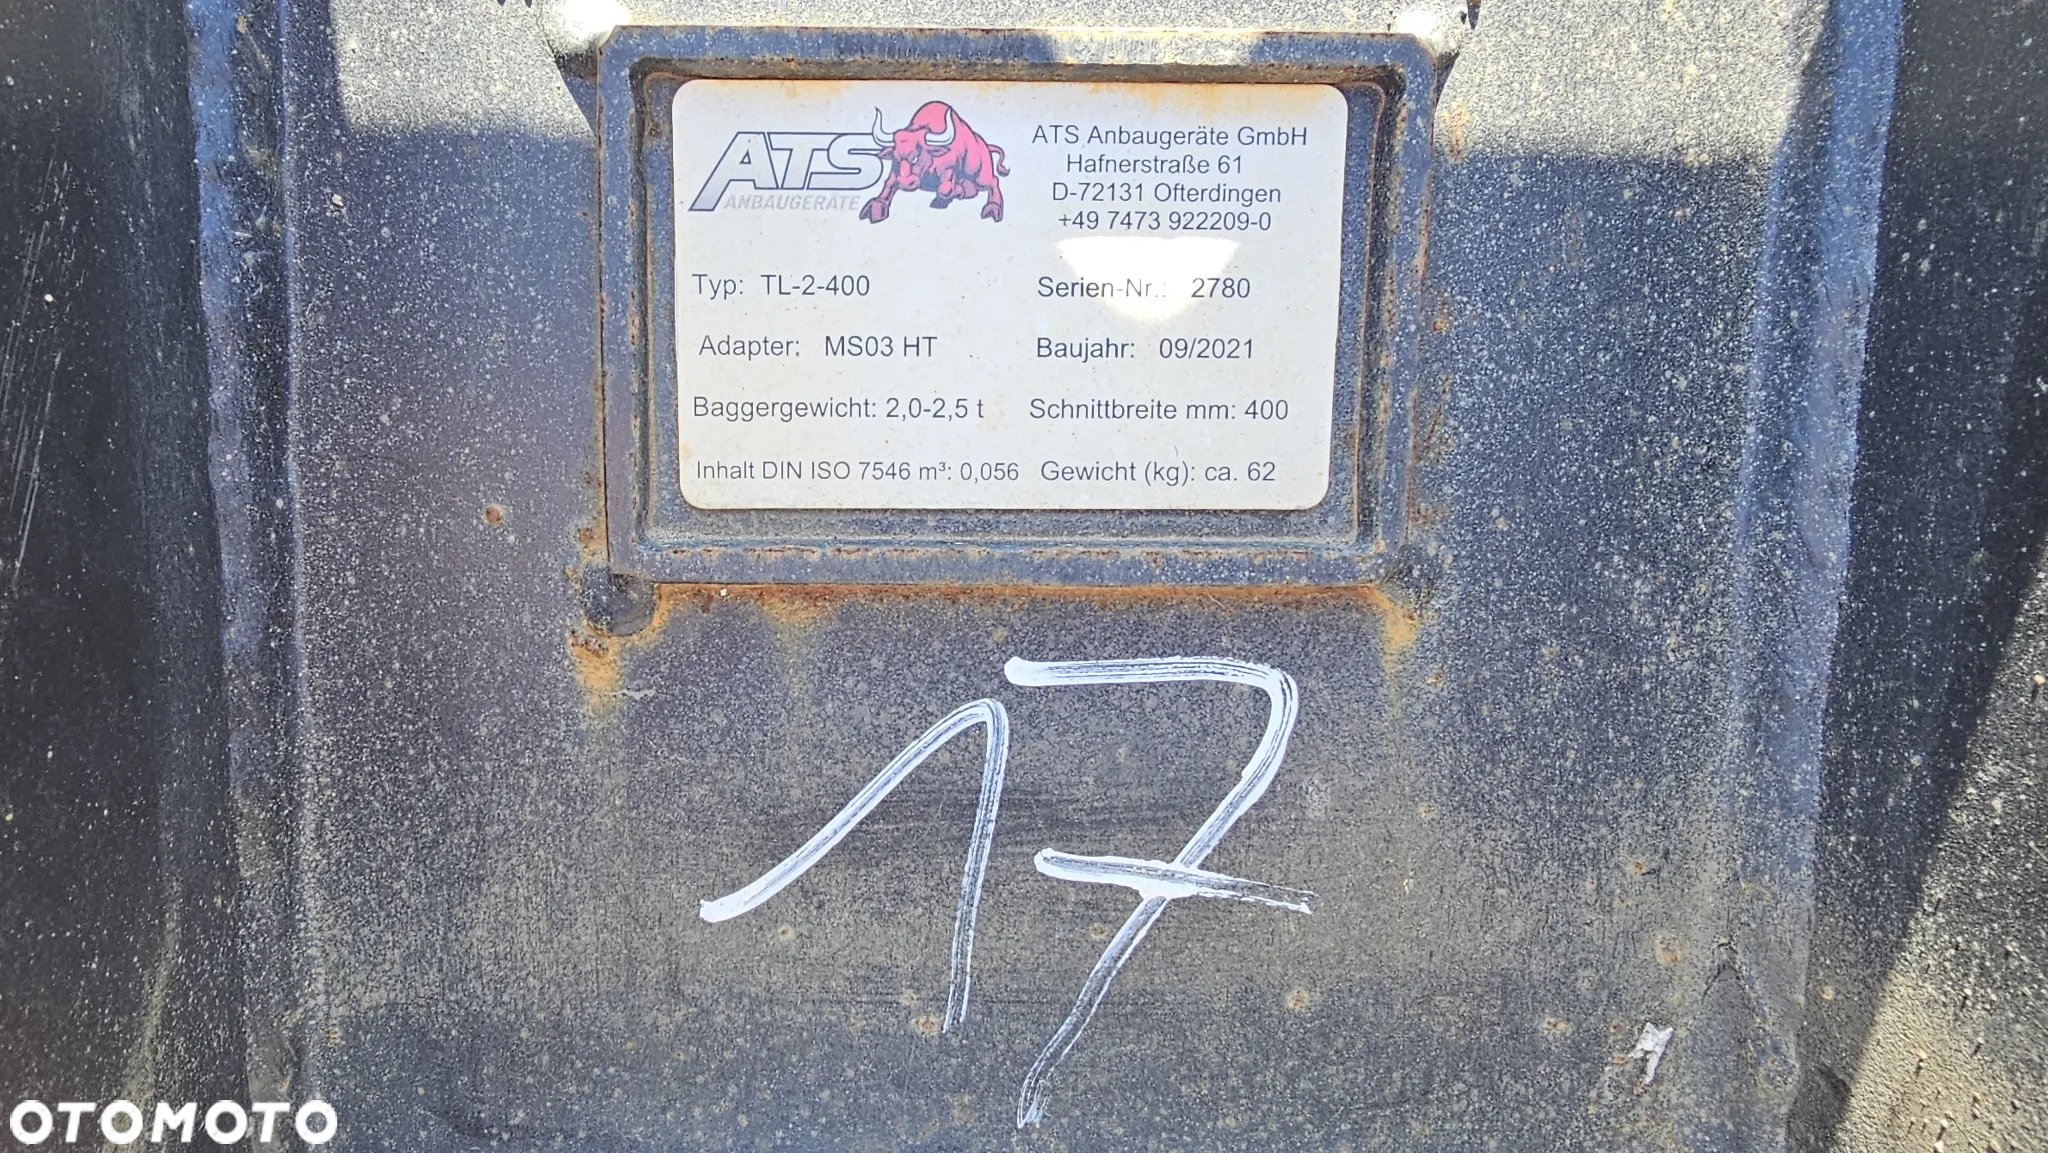 ATS
ANBAUGERÄTE
ATS Anbaugeräte GmbH
Hafnerstraße 61
D-72131 Ofterdingen
+49 7473 922209-0
Typ: TL-2-400
Serien-Nr.: 2780
Adapter: MS03 HT
Baujahr: 09/2021
Baggergewicht: 2,0-2,5 t
Schnittbreite mm: 400
Inhalt DIN ISO 7546 m³: 0,056
Gewicht (kg): ca. 62
17
OTOMOTO